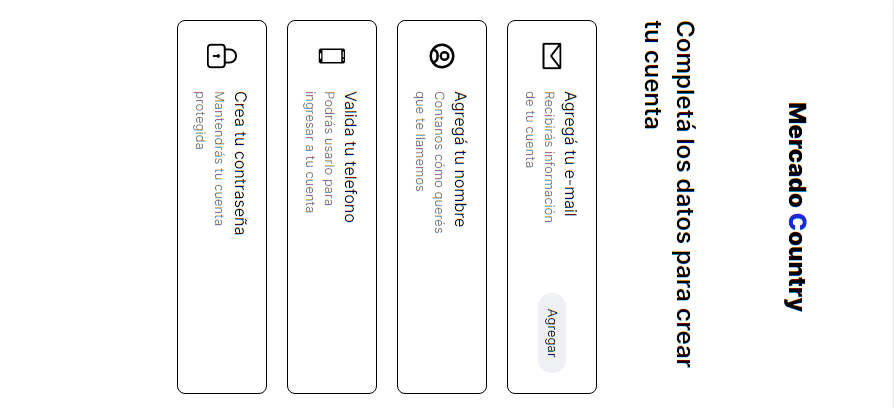 Mercado Country
Completá los datos para crear
tu cuenta
Agregá tu e-mail
Recibirás información
de tu cuenta
Agregar
Agregá tu nombre
Contanos cómo querés
que te llamemos
Valida tu telefono
Podrás usarlo para
ingresar a tu cuenta
Crea tu contraseña
Mantendrás tu cuenta
protegida